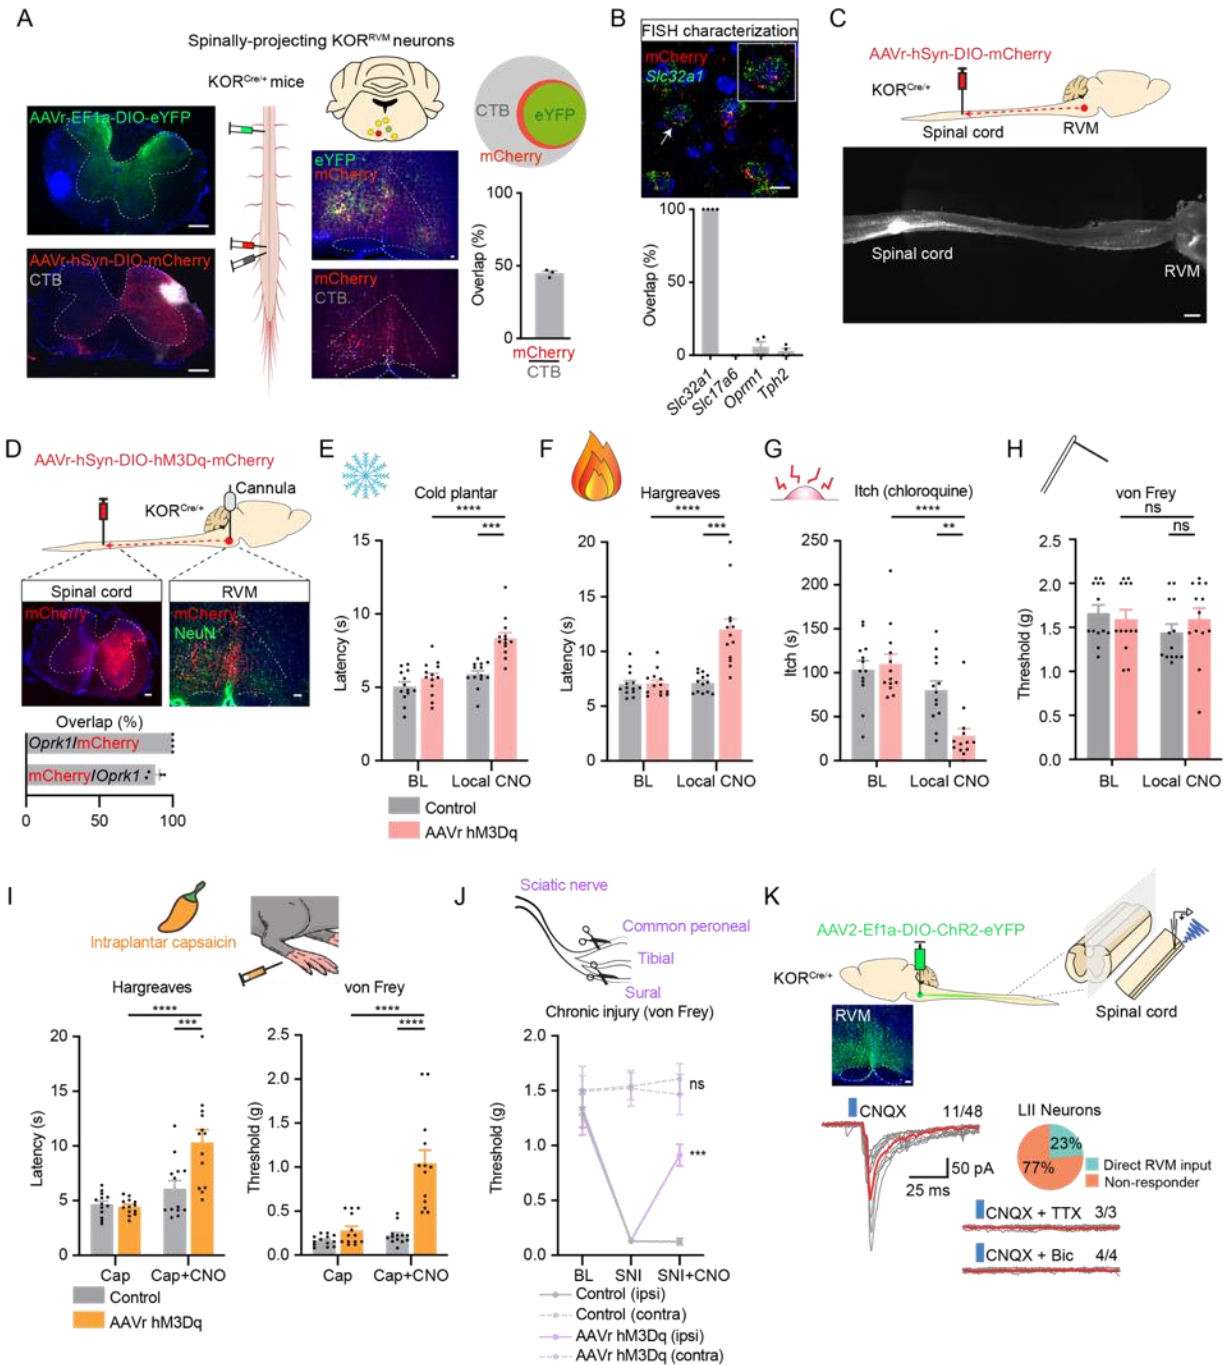 A
Spinally-projecting KORᴿⱽᴹ neurons
KORCre/+ mice
AAVr-EF1a-DIO-eYFP
AAVr-hSyn-DIO-mCherry
CTB
eYFP
mCherry
mCherry
CTB
CTB
eYFP
mCherry
100
50
0
Overlap (%)
mCherry
CTB
B
FISH characterization
mCherry
Slc32a1
100
50
0
Overlap (%)
Slc32a1
Slc17a6
Oprm1
Tph2
C
AAVr-hSyn-DIO-mCherry
KORCre/+
Spinal cord
RVM
Spinal cord
RVM
D
AAVr-hSyn-DIO-hM3Dq-mCherry
Cannula
KORCre/+
Spinal cord
RVM
mCherry
mCherry
NeuN
Overlap (%)
Oprk1/mCherry
mCherry/Oprk1
0 50 100
E
Cold plantar
****
***
15
10
5
0
Latency (s)
BL Local CNO
Control
AAVr hM3Dq
F
Hargreaves
****
***
20
15
10
5
0
Latency (s)
BL Local CNO
G
Itch (chloroquine)
****
**
250
200
150
100
50
0
Itch (s)
BL Local CNO
H
von Frey
ns
ns
2.5
2.0
1.5
1.0
0.5
0.0
Threshold (g)
BL Local CNO
I
Intraplantar capsaicin
Hargreaves
****
***
20
15
10
5
0
Latency (s)
Cap Cap+CNO
Control
AAVr hM3Dq
von Frey
****
****
2.5
2.0
1.5
1.0
0.5
0.0
Threshold (g)
Cap Cap+CNO
J
Sciatic nerve
Common peroneal
Tibial
Sural
Chronic injury (von Frey)
2.0
1.5
1.0
0.5
0.0
Threshold (g)
ns
***
BL SNI SNI+CNO
Control (ipsi)
Control (contra)
AAVr hM3Dq (ipsi)
AAVr hM3Dq (contra)
K
AAV2-Ef1a-DIO-ChR2-eYFP
KORCre/+
Spinal cord
RVM
CNQX 11/48
50 pA
25 ms
LII Neurons
23%
77%
Direct RVM input
Non-responder
CNQX + TTX 3/3
CNQX + Bic 4/4